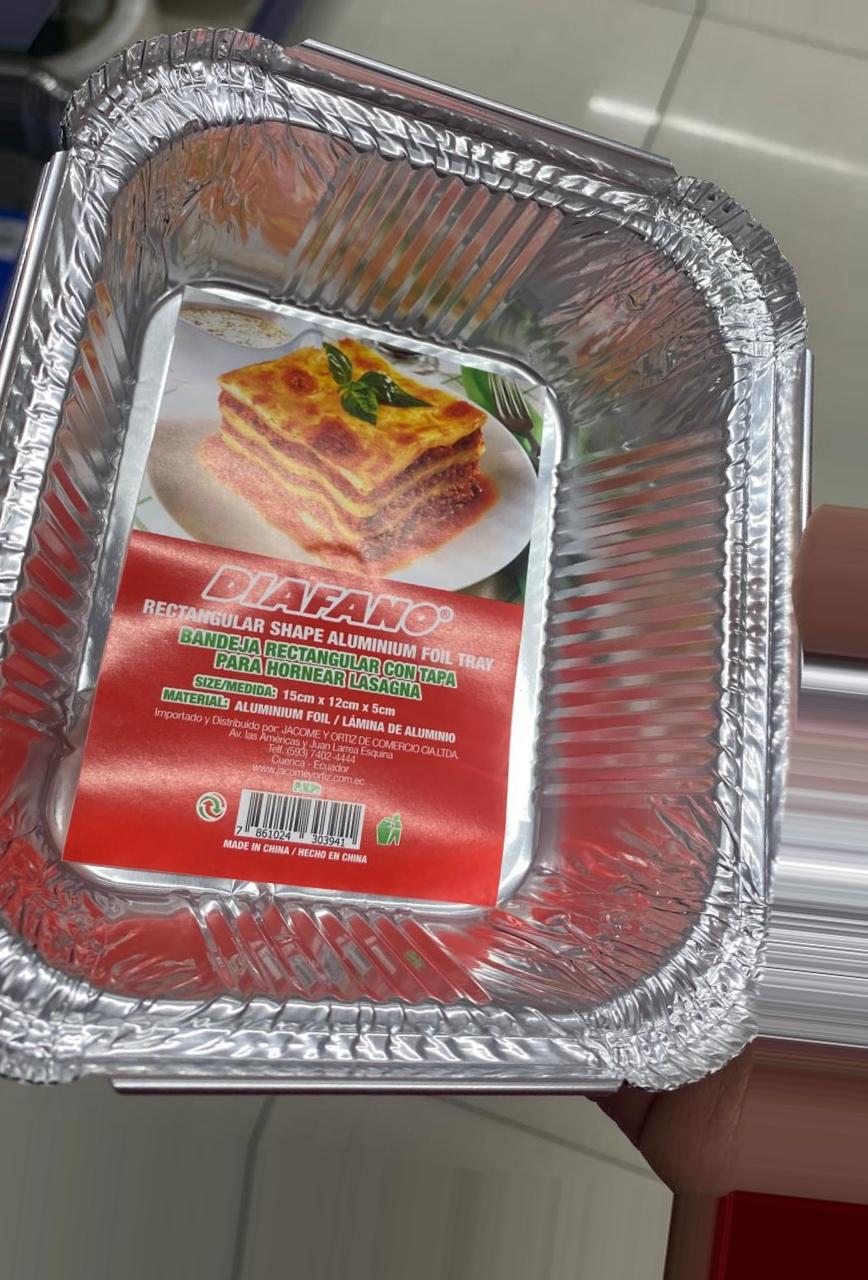 DIAFANO®
RECTANGULAR SHAPE ALUMINIUM FOIL TRAY
BANDEJA RECTANGULAR CON TAPA
PARA HORNEAR LASAGNA
SIZE/MEDIDA: 15cm x 12cm x 5cm
MATERIAL: ALUMINIUM FOIL / LÁMINA DE ALUMINIO
Importado y Distribuido por: JACOME Y ORTIZ DE COMERCIO CIA.LTDA.
Av. las Américas y Juan Larrea Esquina
Telf.:(593) 7402-4444
Cuenca - Ecuador
www.jacomeyortiz.com.ec
P.V.P.:
7 861024 303941
MADE IN CHINA / HECHO EN CHINA